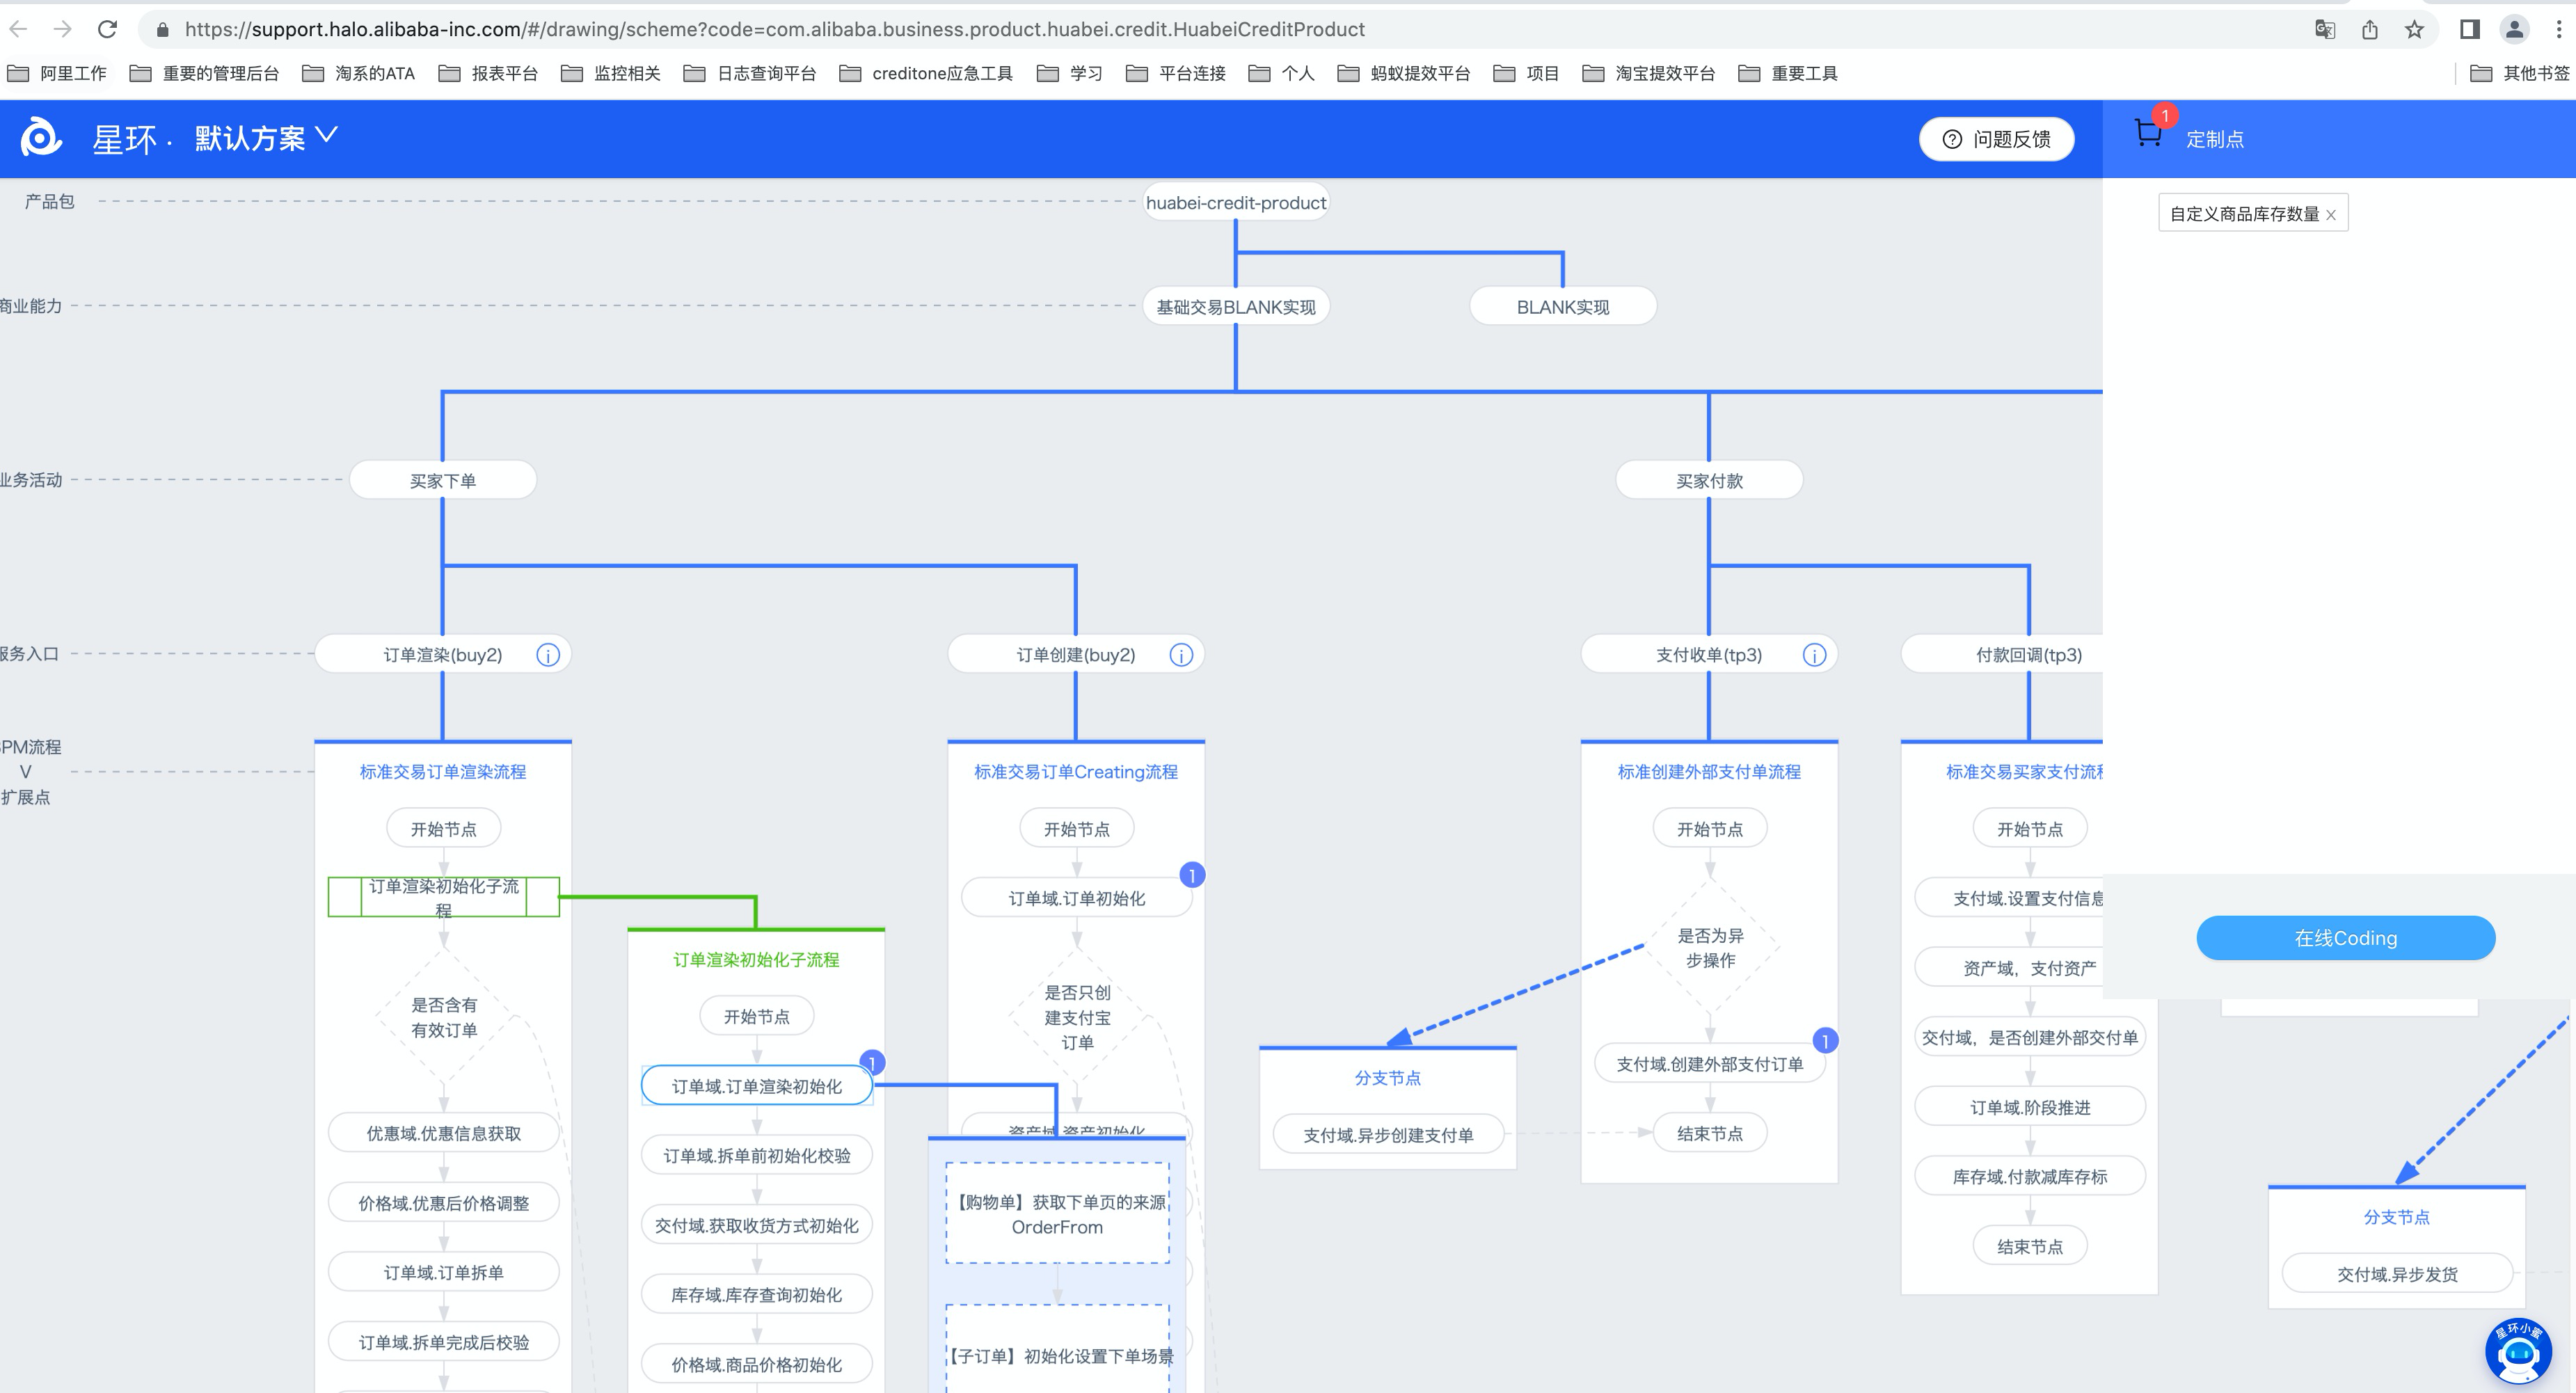 https://support.halo.alibaba-inc.com/#/drawing/scheme?code=com.alibaba.business.product.huabei.credit.HuabeiCreditProduct
阿里工作 重要的管理后台 淘系的ATA 报表平台 监控相关 日志查询平台 creditone应急工具 学习 平台连接 个人 蚂蚁提效平台 项目 淘宝提效平台 重要工具 其他书签
星环 · 默认方案 问题反馈 1 定制点
产品包 huabei-credit-product 自定义商品库存数量 ×
商业能力 基础交易BLANK实现 BLANK实现
业务活动 买家下单 买家付款
服务入口 订单渲染(buy2) 订单创建(buy2) 支付收单(tp3) 付款回调(tp3)
PM流程
V
扩展点
标准交易订单渲染流程
开始节点
订单渲染初始化子流
程
是否含有
有效订单
优惠域.优惠信息获取
价格域.优惠后价格调整
订单域.订单拆单
订单域.拆单完成后校验
订单渲染初始化子流程
开始节点
1
订单域.订单渲染初始化
订单域.拆单前初始化校验
交付域.获取收货方式初始化
库存域.库存查询初始化
价格域.商品价格初始化
标准交易订单Creating流程
开始节点
1
订单域.订单初始化
是否只创
建支付宝
订单
资产域.资产初始化
【购物单】获取下单页的来源
OrderFrom
【子订单】初始化设置下单场景
分支节点
支付域.异步创建支付单
标准创建外部支付单流程
开始节点
是否为异
步操作
1
支付域.创建外部支付订单
结束节点
标准交易买家支付流
开始节点
支付域.设置支付信息
资产域，支付资产
交付域，是否创建外部交付单
订单域.阶段推进
库存域.付款减库存标
结束节点
在线Coding
分支节点
交付域.异步发货
星环小蜜